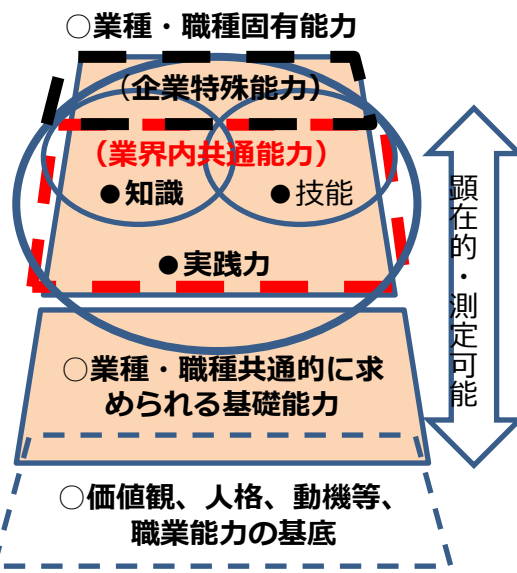 ○業種・職種固有能力
（企業特殊能力）
（業界内共通能力）
●知識
●技能
●実践力
顕在的・測定可能
○業種・職種共通的に求
められる基礎能力
○価値観、人格、動機等、
職業能力の基底